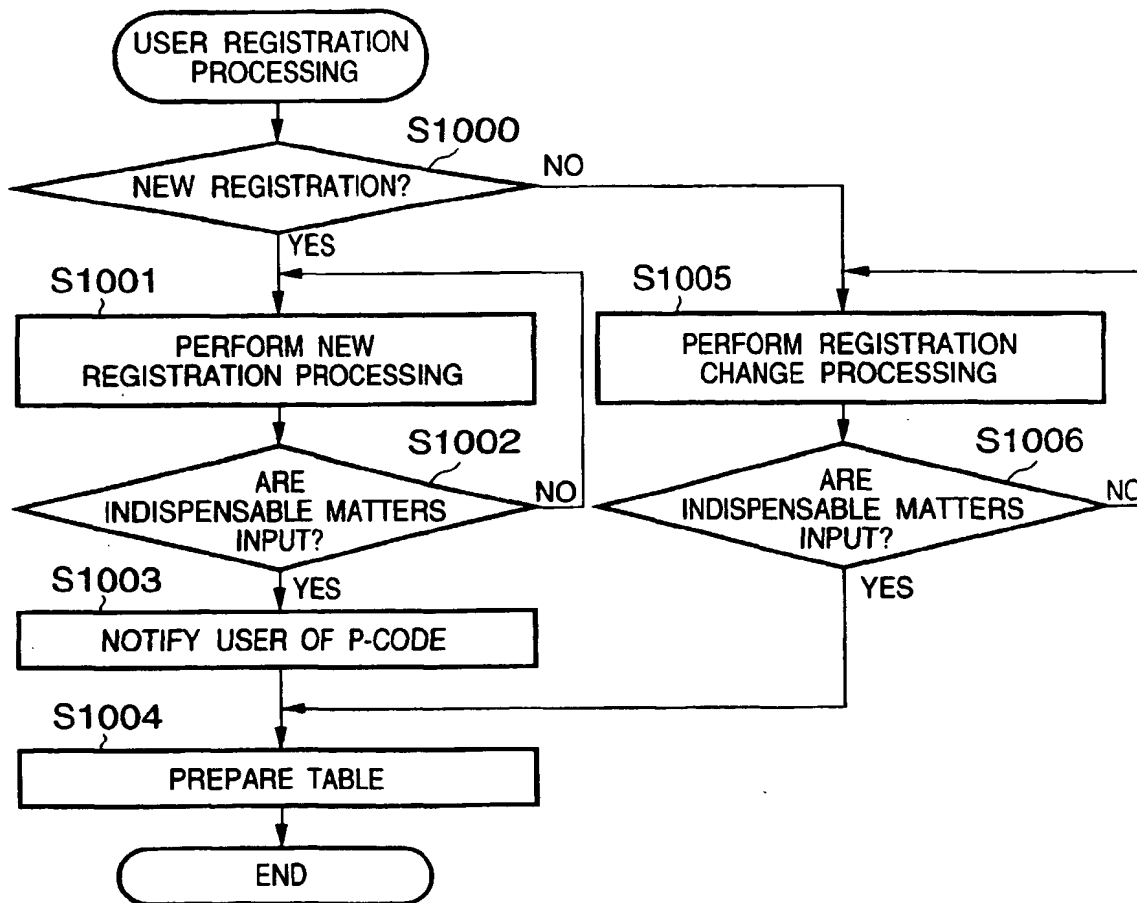 USER REGISTRATION
PROCESSING
S1000
NEW REGISTRATION?
NO
YES
S1001
PERFORM NEW
REGISTRATION PROCESSING
S1002
ARE
INDISPENSABLE MATTERS
INPUT?
NO
YES
S1003
NOTIFY USER OF P-CODE
S1004
PREPARE TABLE
END
S1005
PERFORM REGISTRATION
CHANGE PROCESSING
S1006
ARE
INDISPENSABLE MATTERS
INPUT?
NO
YES